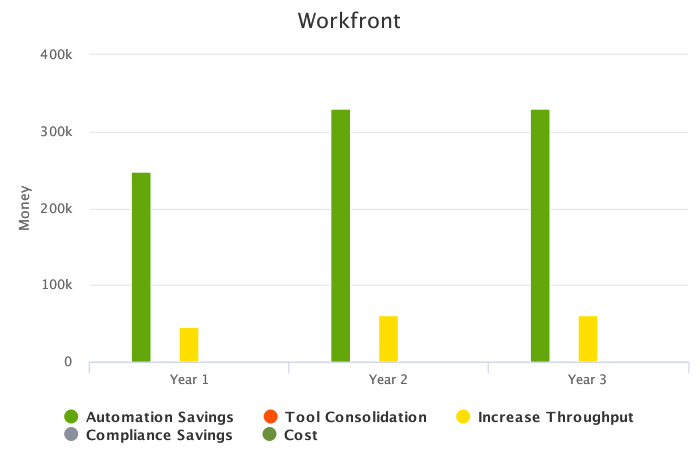 Workfront
400k
300k
200k
100k
0
Money
Year 1 Year 2 Year 3
Automation Savings Tool Consolidation Increase Throughput
Compliance Savings Cost